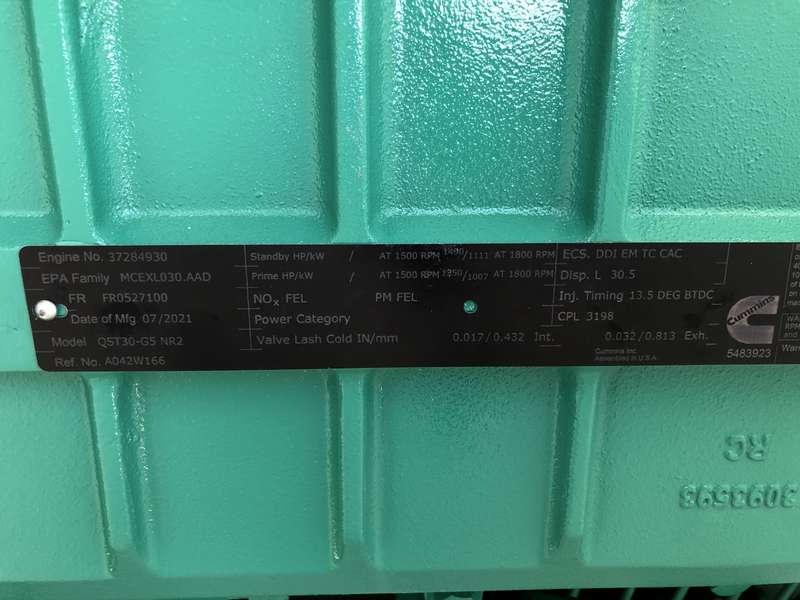 Engine No. 37284930
EPA Family MCEXL030.AAD
FR FR0527100
Date of Mfg. 07/2021
Model QST30-G5 NR2
Ref. No. A042W166
Standby HP/kW / AT 1500 RPM 1490/1111 AT 1800 RPM
Prime HP/kW / AT 1500 RPM 1350/1007 AT 1800 RPM
NOx FEL PM FEL
Power Category
Valve Lash Cold IN/mm 0.017/0.432 Int. 0.032/0.813 Exh.
ECS. DDI EM TC CAC
Disp. L 30.5
Inj. Timing 13.5 DEG BTDC
CPL 3198
Cummins Inc.
Assembled in U.S.A.
Cummins
5483923
RC